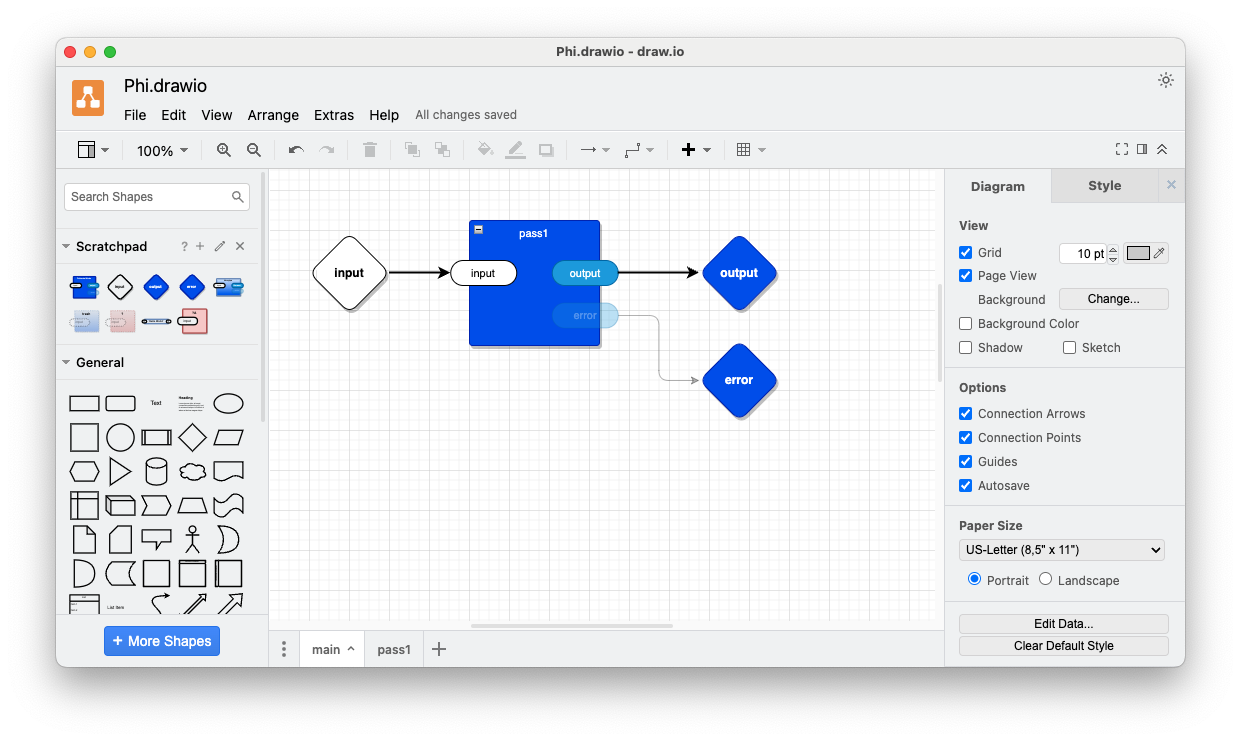 Phi.drawio - draw.io
Phi.drawio
File Edit View Arrange Extras Help All changes saved
100%
Search Shapes
Scratchpad
?
input
output
error
General
Text
Heading
List Item
+ More Shapes
input
pass1
input
output
error
output
error
main
pass1
Diagram
Style
View
Grid
10 pt
Page View
Background
Change...
Background Color
Shadow
Sketch
Options
Connection Arrows
Connection Points
Guides
Autosave
Paper Size
US-Letter (8,5" x 11")
Portrait
Landscape
Edit Data...
Clear Default Style